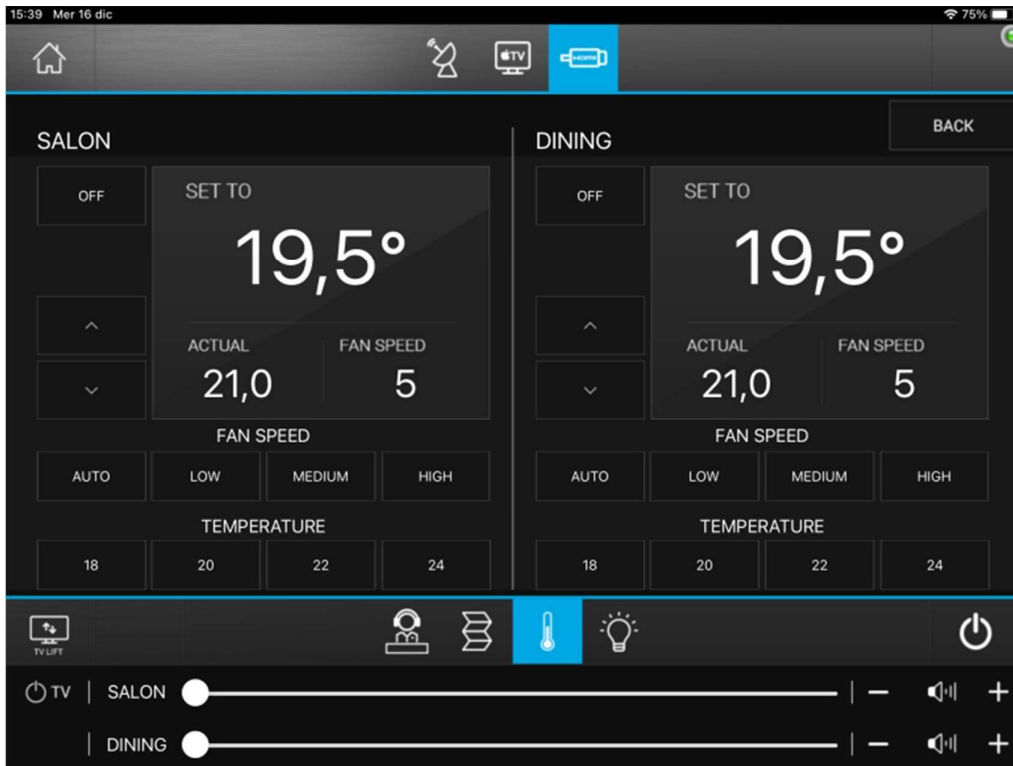 15:39 Mer 16 dic
75%
tv
HDMI
BACK
SALON
OFF
SET TO
19,5°
ACTUAL
21,0
FAN SPEED
5
FAN SPEED
AUTO LOW MEDIUM HIGH
TEMPERATURE
18 20 22 24
DINING
OFF
SET TO
19,5°
ACTUAL
21,0
FAN SPEED
5
FAN SPEED
AUTO LOW MEDIUM HIGH
TEMPERATURE
18 20 22 24
TV LIFT
TV SALON
DINING